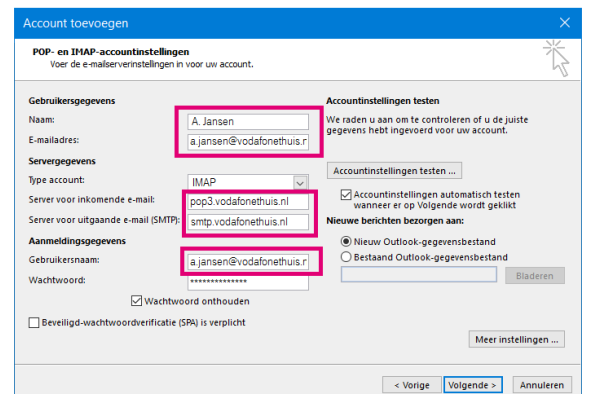 Account toevoegen
POP- en IMAP-accountinstellingen
Voer de e-mailserverinstellingen in voor uw account.
Gebruikersgegevens
Naam: A. Jansen
E-mailadres: a.jansen@vodafonethuis.r
Servergegevens
Type account: IMAP
Server voor inkomende e-mail: pop3.vodafonethuis.nl
Server voor uitgaande e-mail (SMTP): smtp.vodafonethuis.nl
Aanmeldingsgegevens
Gebruikersnaam: a.jansen@vodafonethuis.r
Wachtwoord: **************
Wachtwoord onthouden
Beveiligd-wachtwoordverificatie (SPA) is verplicht
Accountinstellingen testen
We raden u aan om te controleren of u de juiste
gegevens hebt ingevoerd voor uw account.
Accountinstellingen testen ...
Accountinstellingen automatisch testen
wanneer er op Volgende wordt geklikt
Nieuwe berichten bezorgen aan:
Nieuw Outlook-gegevensbestand
Bestaand Outlook-gegevensbestand
Bladeren
Meer instellingen ...
< Vorige
Volgende >
Annuleren